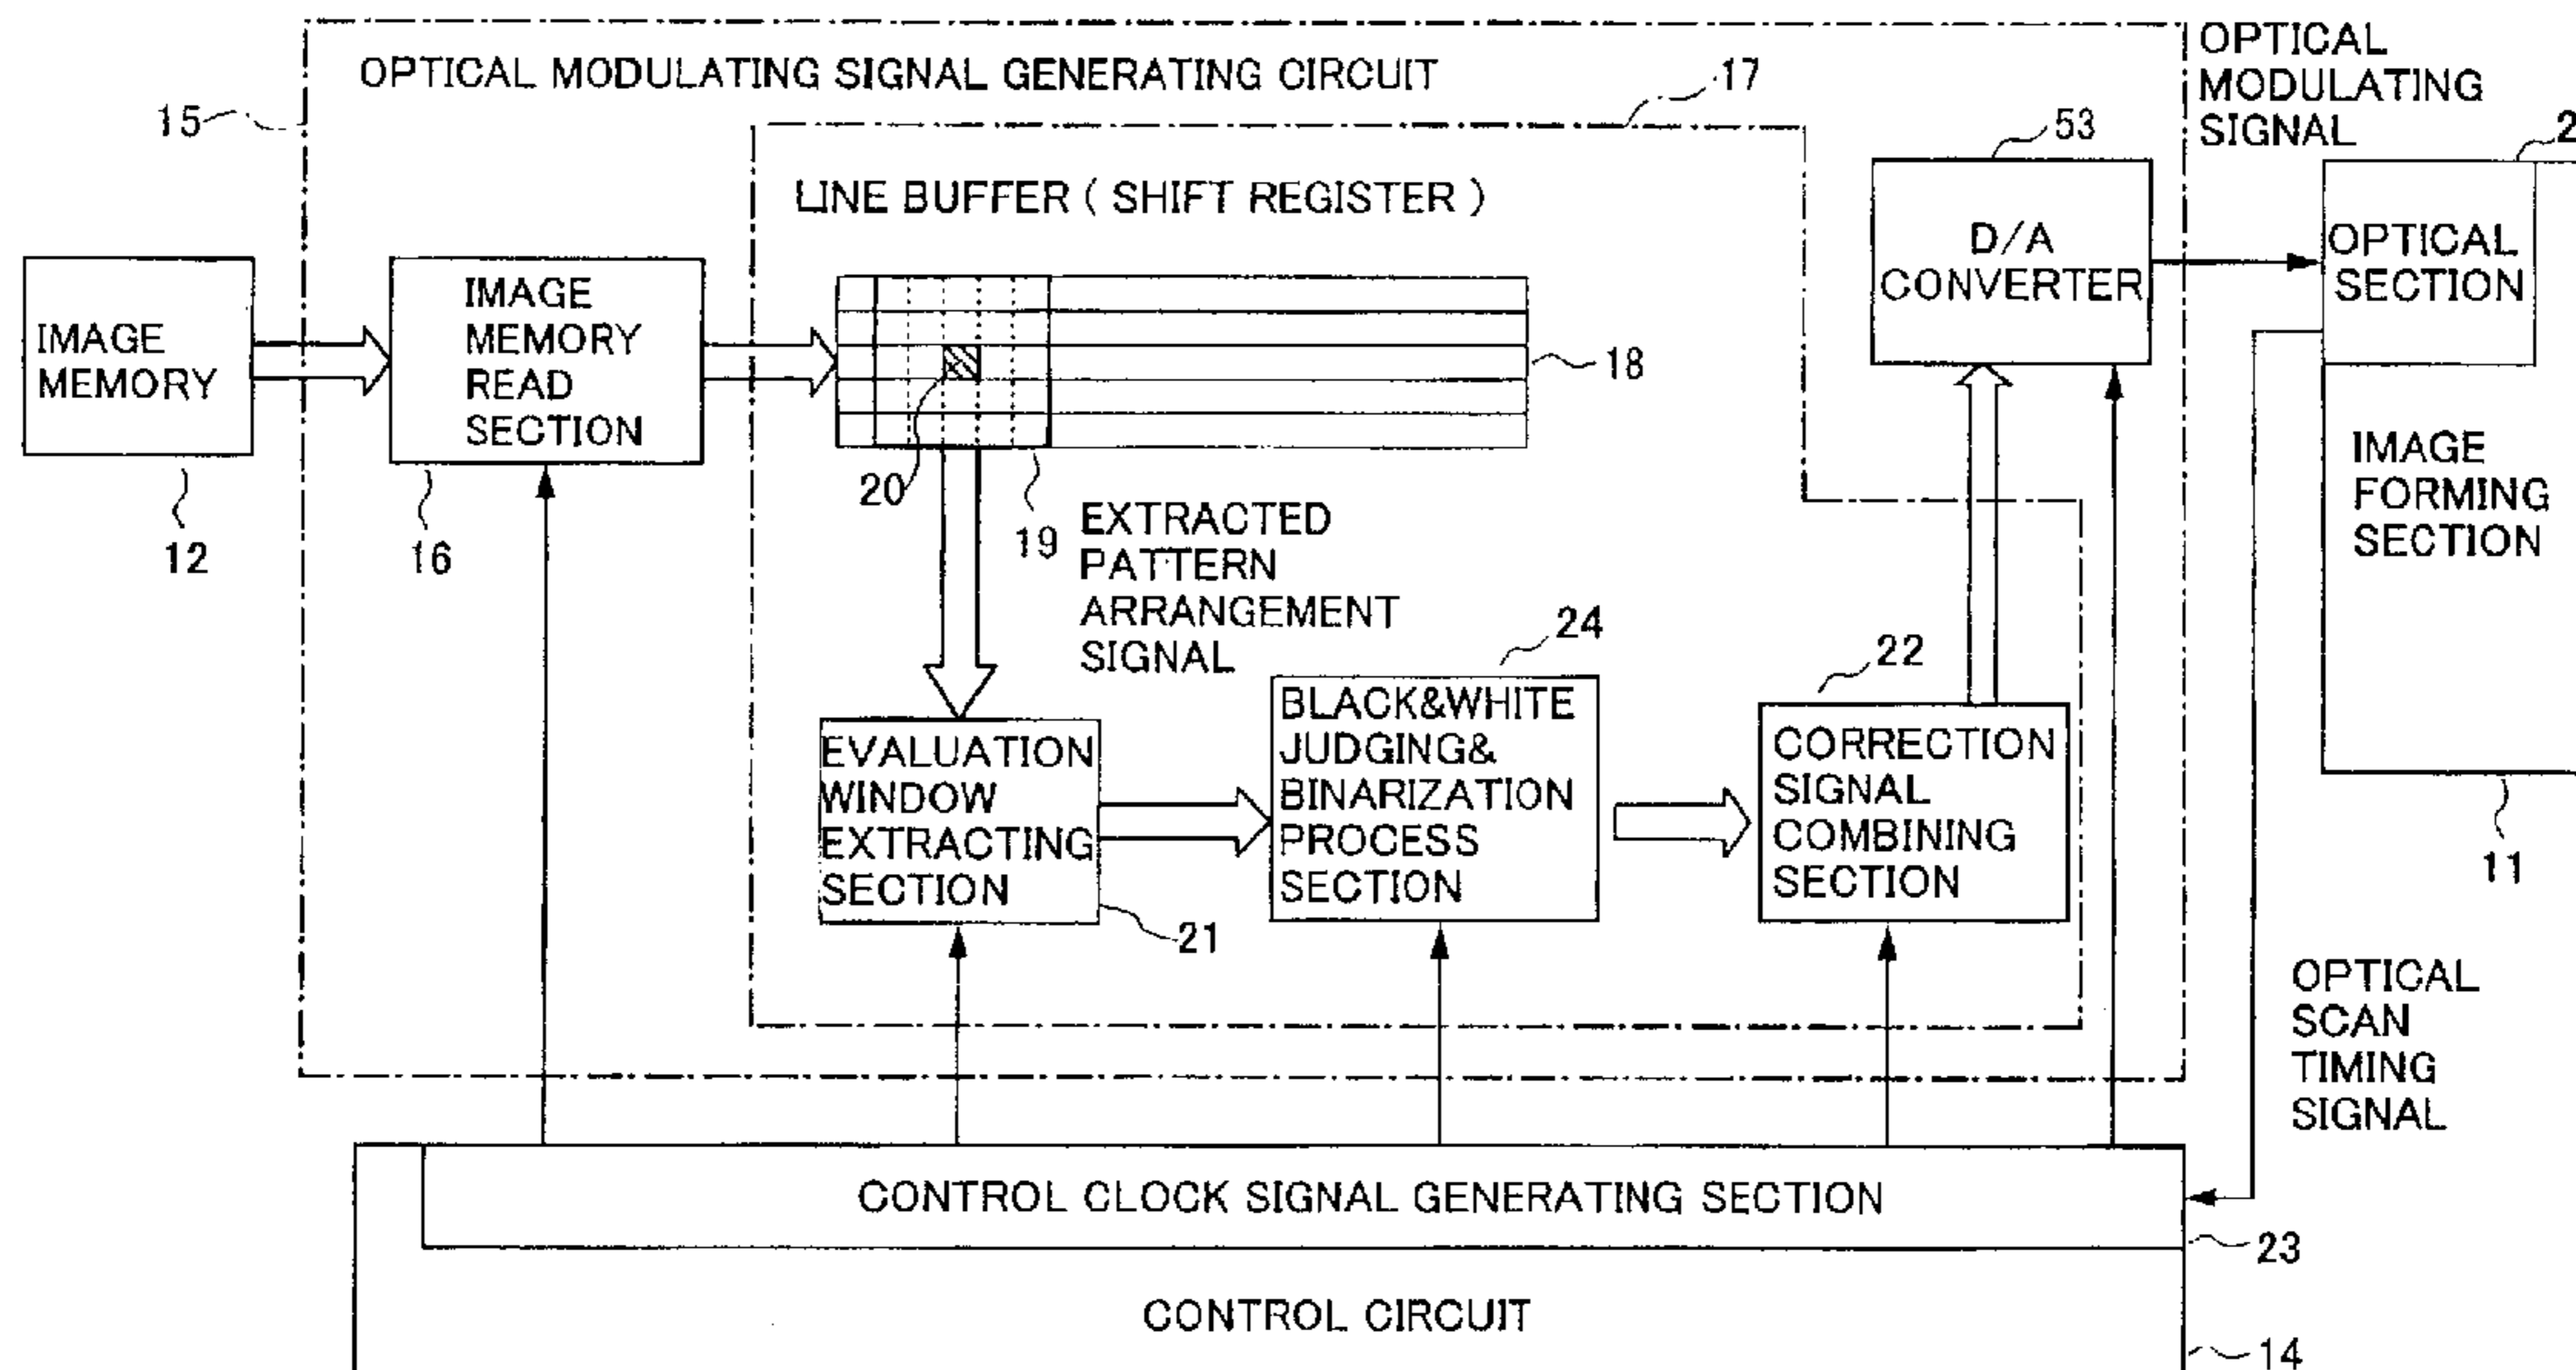 OPTICAL MODULATING SIGNAL GENERATING CIRCUIT
15
17
OPTICAL
MODULATING
SIGNAL
53
2
LINE BUFFER ( SHIFT REGISTER )
IMAGE
MEMORY
12
IMAGE
MEMORY
READ
SECTION
16
18
20
19
D/A
CONVERTER
OPTICAL
SECTION
IMAGE
FORMING
SECTION
11
EXTRACTED
PATTERN
ARRANGEMENT
SIGNAL
EVALUATION
WINDOW
EXTRACTING
SECTION
21
24
BLACK&WHITE
JUDGING&
BINARIZATION
PROCESS
SECTION
22
CORRECTION
SIGNAL
COMBINING
SECTION
OPTICAL
SCAN
TIMING
SIGNAL
CONTROL CLOCK SIGNAL GENERATING SECTION
23
CONTROL CIRCUIT
14